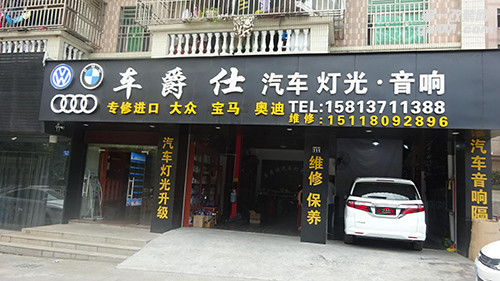 车爵仕 汽车灯光·音响
专修进口 大众 宝马 奥迪 TEL:15813711388
维修:15118092896
汽车灯光升级
维修保养
汽车音响隔